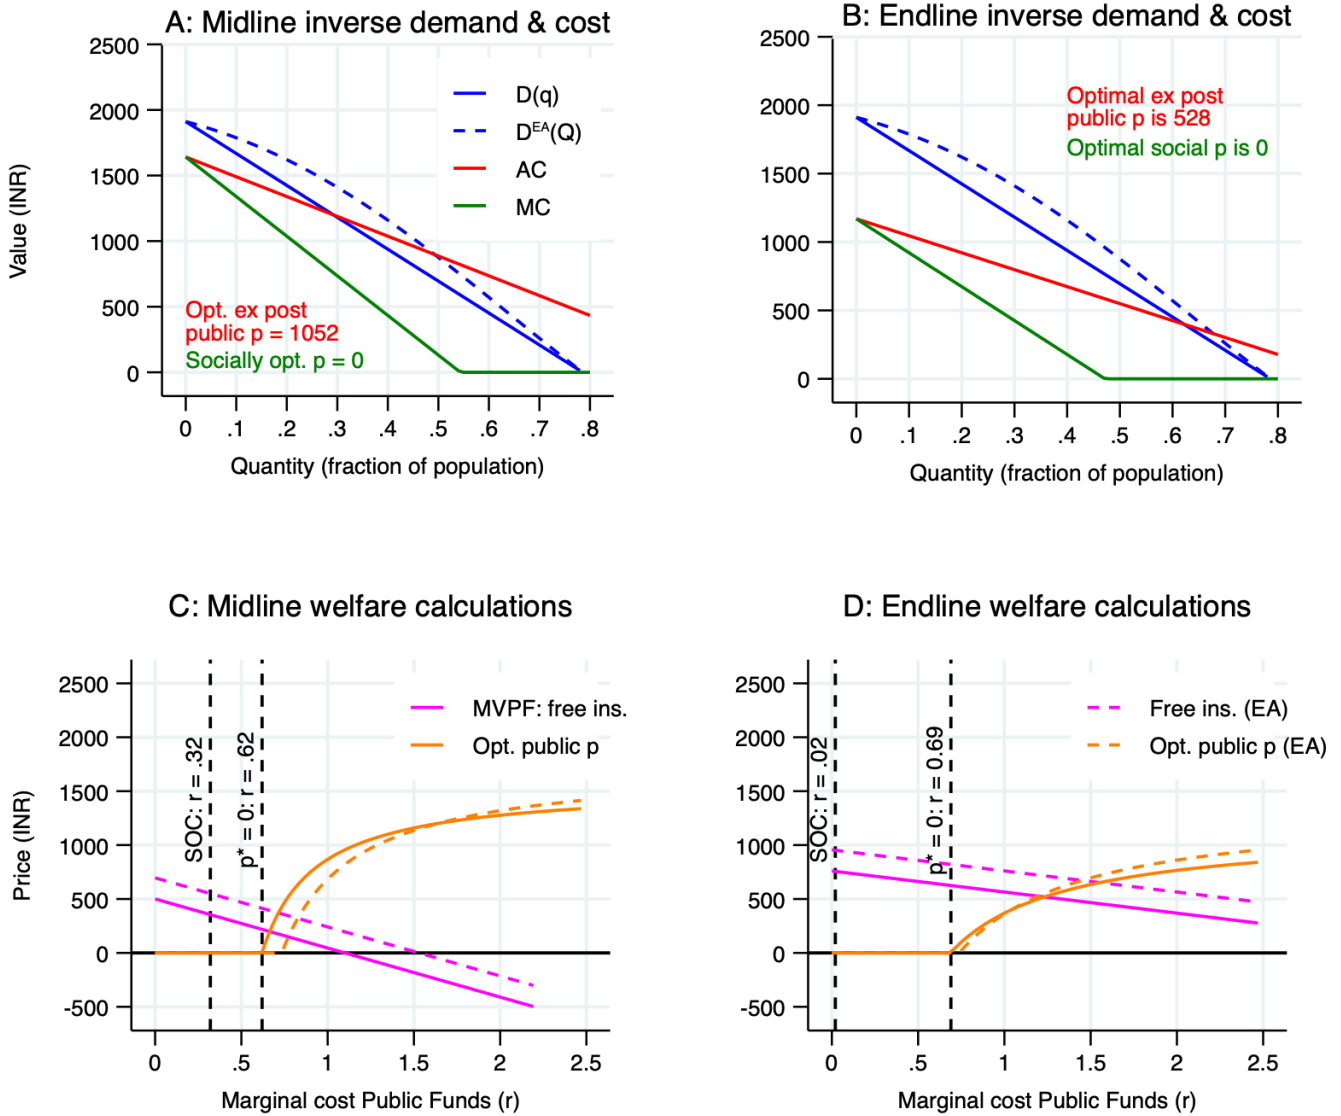 A: Midline inverse demand & cost
Value (INR)
2500
2000
1500
1000
500
0
D(q)
D^EA(Q)
AC
MC
Opt. ex post
public p = 1052
Socially opt. p = 0
0 .1 .2 .3 .4 .5 .6 .7 .8
Quantity (fraction of population)
B: Endline inverse demand & cost
2500
2000
1500
1000
500
0
Optimal ex post
public p is 528
Optimal social p is 0
0 .1 .2 .3 .4 .5 .6 .7 .8
Quantity (fraction of population)
C: Midline welfare calculations
Price (INR)
2500
2000
1500
1000
500
0
-500
SOC: r = .32
p* = 0: r = .62
MVPF: free ins.
Opt. public p
0 .5 1 1.5 2 2.5
Marginal cost Public Funds (r)
D: Endline welfare calculations
2500
2000
1500
1000
500
0
-500
SOC: r = .02
p* = 0: r = 0.69
Free ins. (EA)
Opt. public p (EA)
0 .5 1 1.5 2 2.5
Marginal cost Public Funds (r)